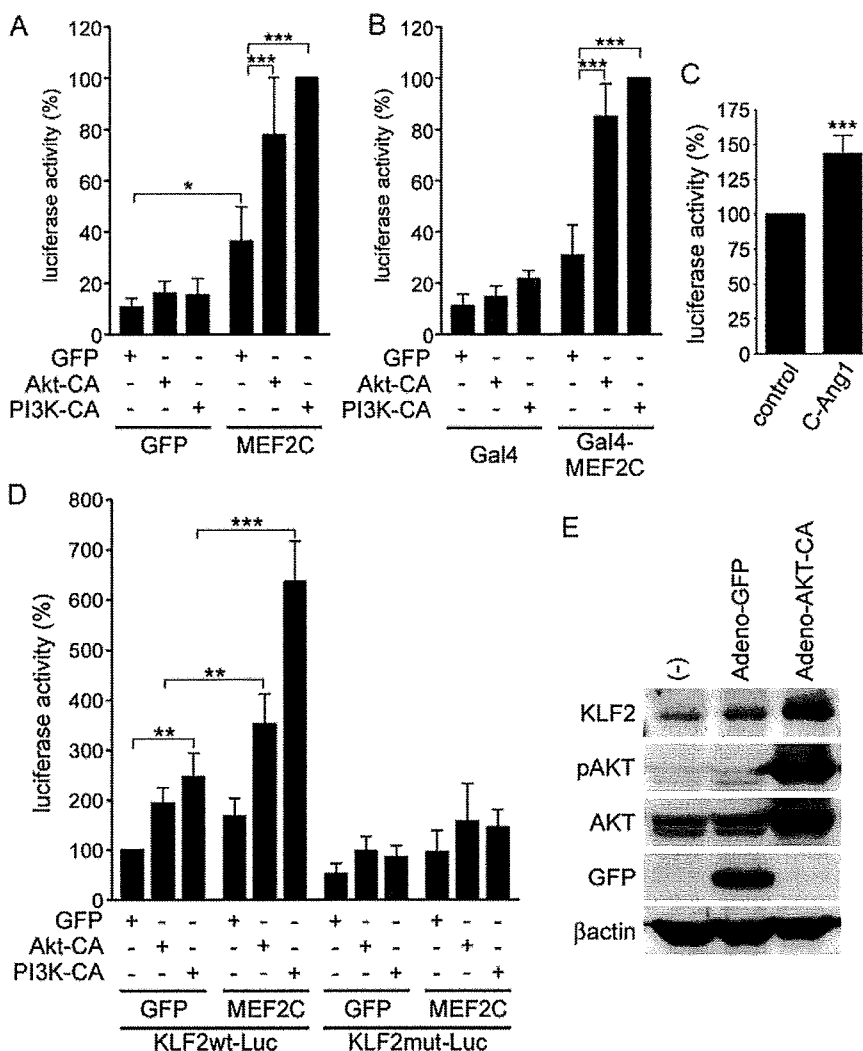 A
luciferase activity (%)
120
100
80
60
40
20
0
*
***
***
GFP + - - + - -
Akt-CA - + - - + -
PI3K-CA - - + - - +
GFP MEF2C
B
luciferase activity (%)
120
100
80
60
40
20
0
***
***
GFP + - - + - -
Akt-CA - + - - + -
PI3K-CA - - + - - +
Gal4 Gal4-
MEF2C
C
luciferase activity (%)
175
150
125
100
75
50
25
0
***
control C-Ang1
D
luciferase activity (%)
800
700
600
500
400
300
200
100
0
**
**
***
GFP + - - + - - + - - + - -
Akt-CA - + - - + - - + - - + -
PI3K-CA - - + - - + - - + - - +
GFP MEF2C GFP MEF2C
KLF2wt-Luc KLF2mut-Luc
E
(-) Adeno-GFP Adeno-AKT-CA
KLF2
pAKT
AKT
GFP
βactin